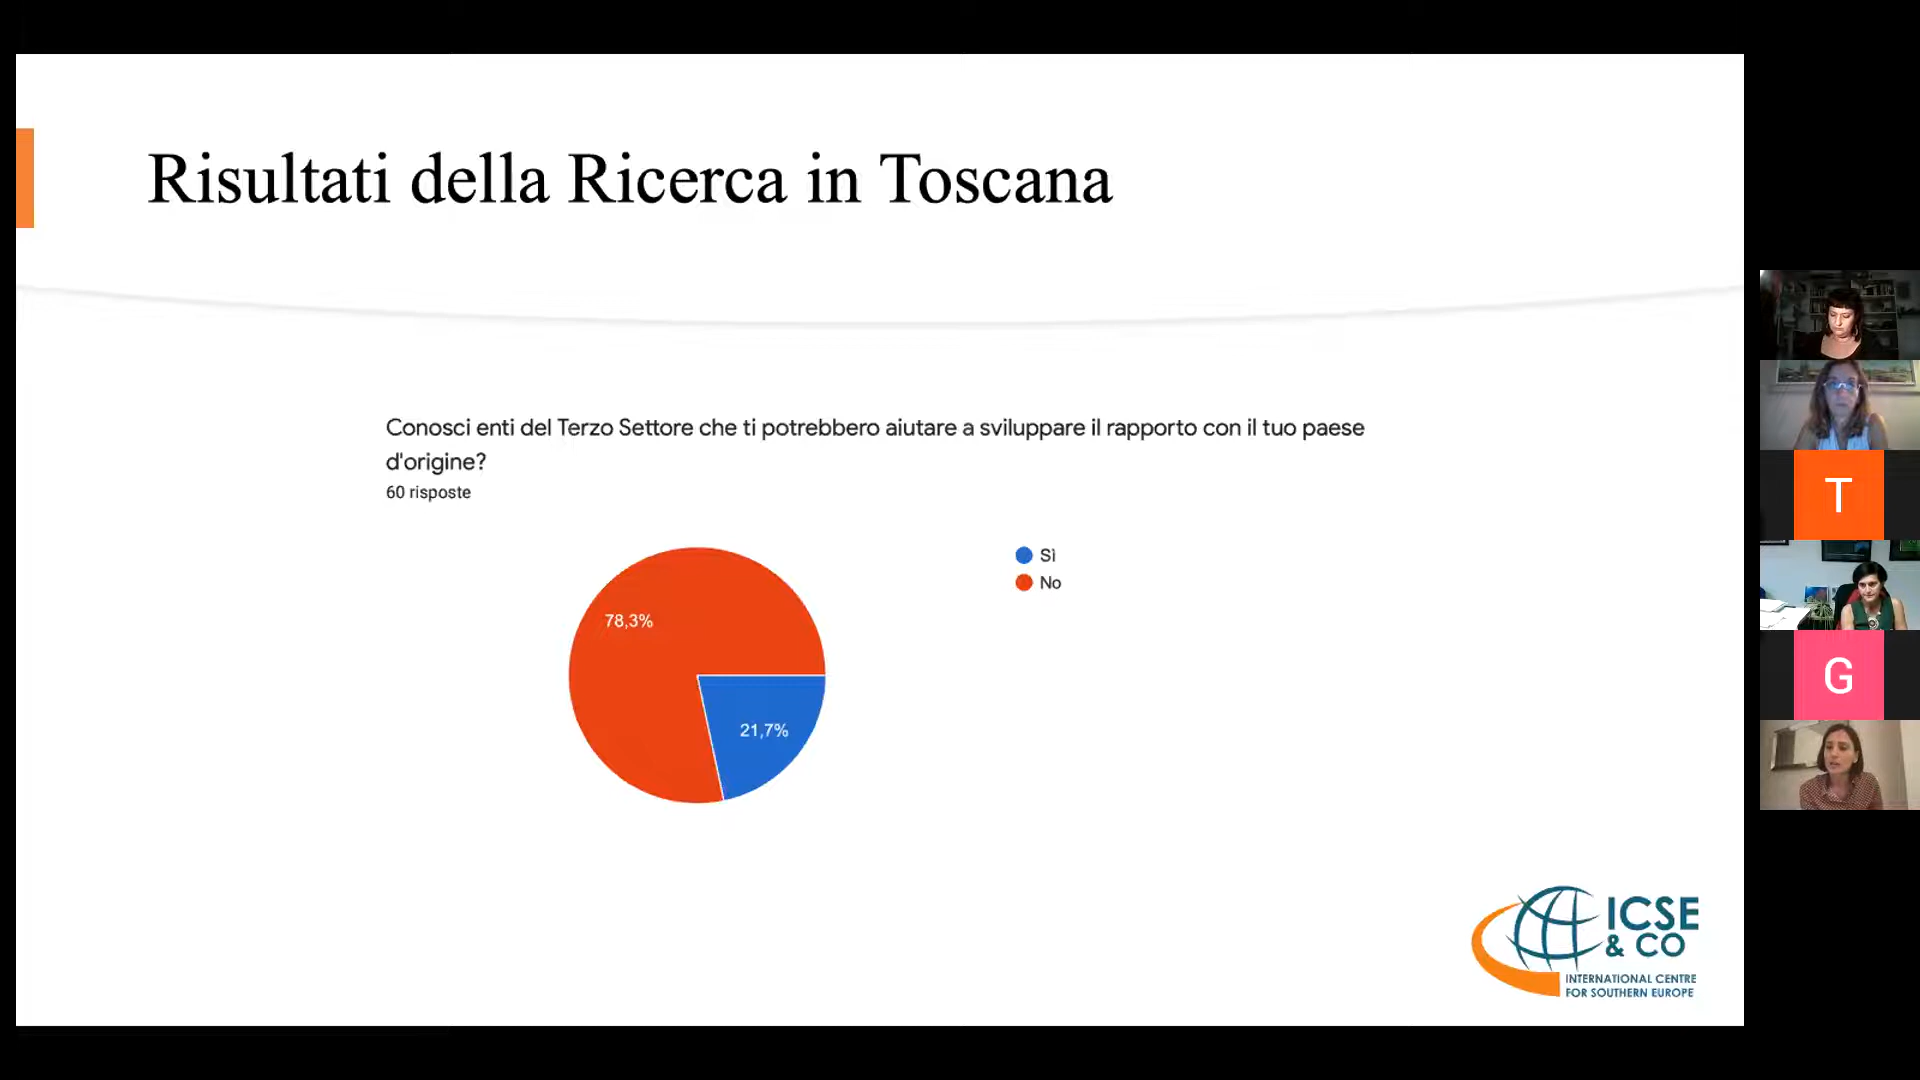 Risultati della Ricerca in Toscana
Conosci enti del Terzo Settore che ti potrebbero aiutare a sviluppare il rapporto con il tuo paese
d'origine?
60 risposte
Sì
No
78,3%
21,7%
T
G
ICSE
& CO
INTERNATIONAL CENTRE
FOR SOUTHERN EUROPE